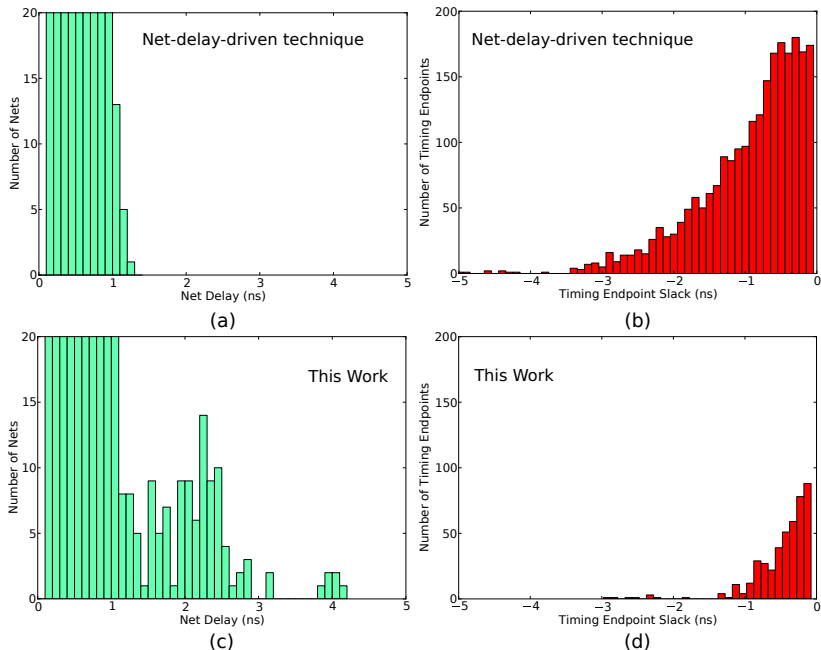 Net-delay-driven technique
Number of Nets
20
15
10
5
0
0 1 2 3 4 5
Net Delay (ns)
(a)
Net-delay-driven technique
Number of Timing Endpoints
200
150
100
50
0
−5 −4 −3 −2 −1 0
Timing Endpoint Slack (ns)
(b)
This Work
Number of Nets
20
15
10
5
0
0 1 2 3 4 5
Net Delay (ns)
(c)
This Work
Number of Timing Endpoints
200
150
100
50
0
−5 −4 −3 −2 −1 0
Timing Endpoint Slack (ns)
(d)